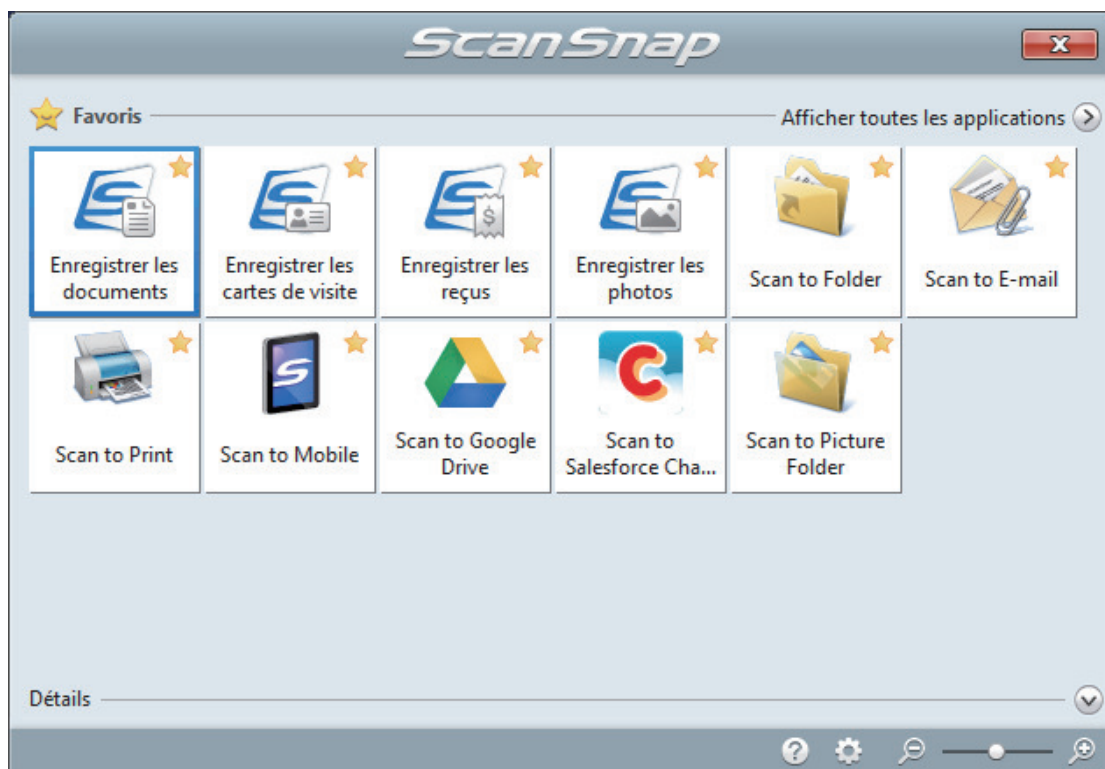 ScanSnap
Favoris
Afficher toutes les applications
Enregistrer les
documents
Enregistrer les
cartes de visite
Enregistrer les
reçus
Enregistrer les
photos
Scan to Folder
Scan to E-mail
Scan to Print
Scan to Mobile
Scan to Google
Drive
Scan to
Salesforce Cha...
Scan to Picture
Folder
Détails